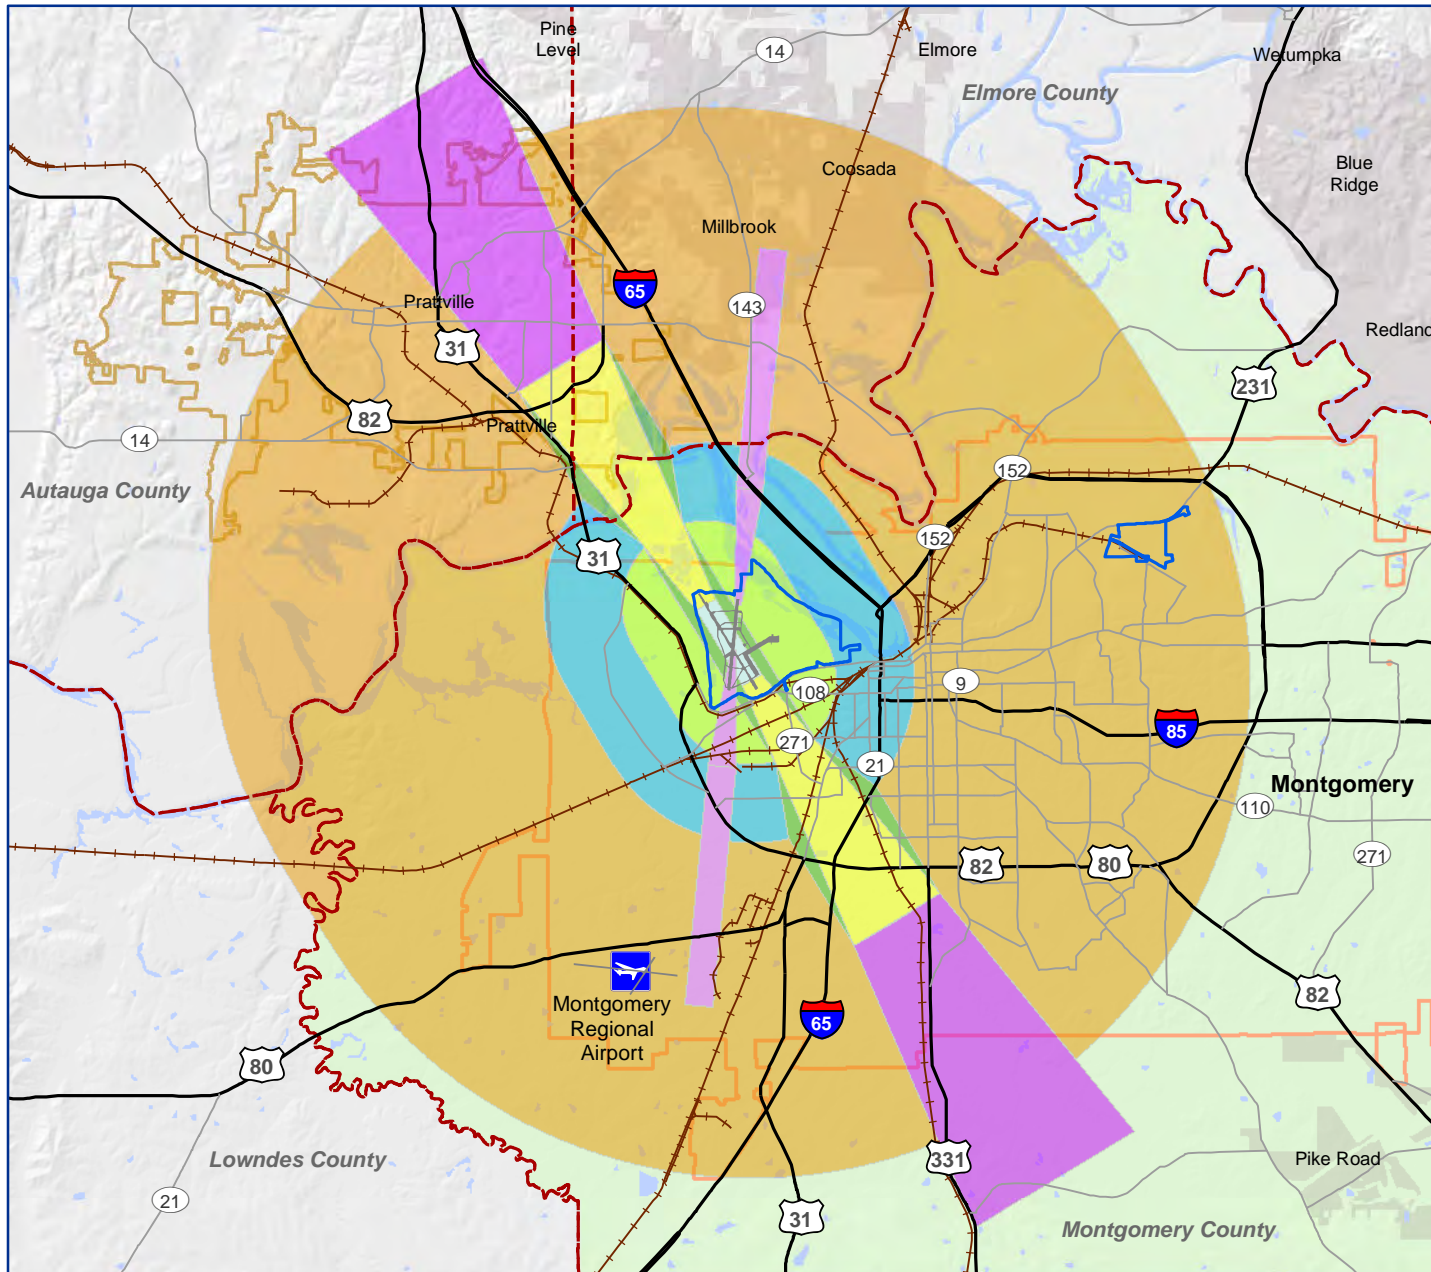 Pine
Level
14
Elmore
Wetumpka
Elmore County
Coosada
Blue
Ridge
Millbrook
65
Prattville
143
31
Redland
231
82
Prattville
14
152
Autauga County
152
31
108
9
271
85
21
Montgomery
110
271
82
80
Montgomery
Regional
Airport
82
65
80
Lowndes County
331
Pike Road
21
31
Montgomery County